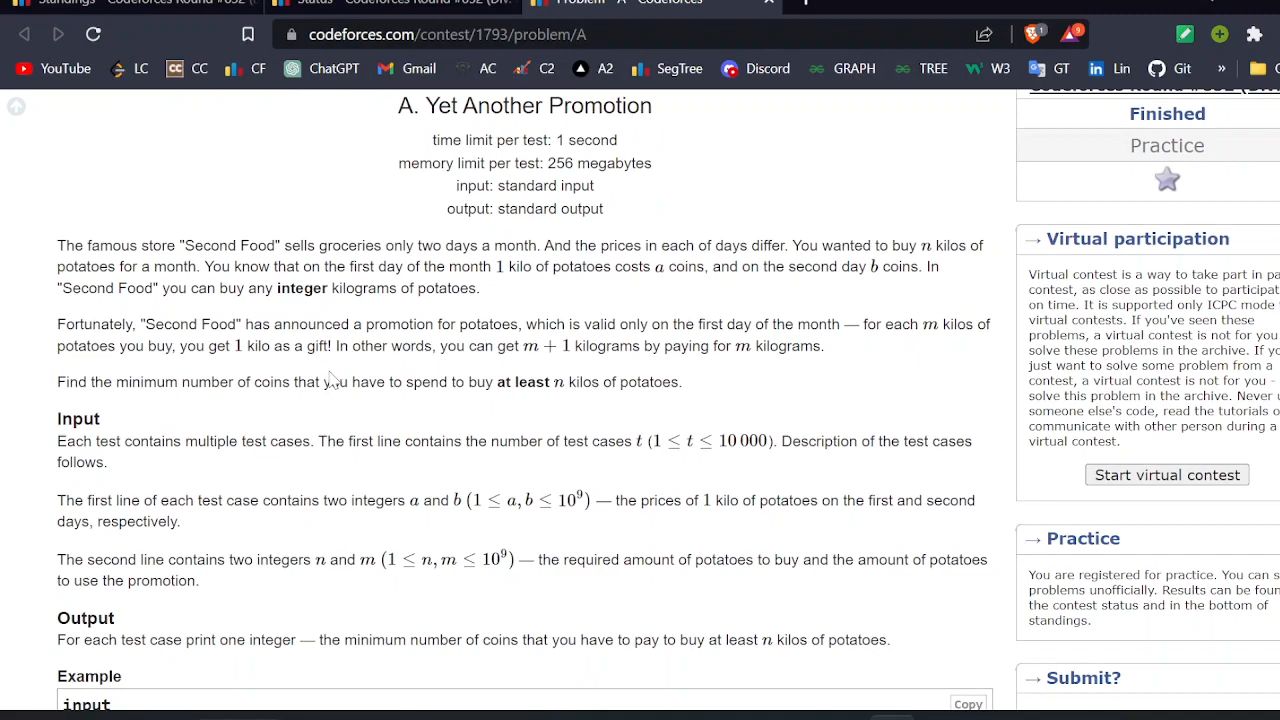 Standings - Codeforces Round #852 (
Status - Codeforces Round #852 (Div.
Problem - A - Codeforces
codeforces.com/contest/1793/problem/A
1
9
YouTube LC CC CC CF ChatGPT Gmail AC C2 A2 SegTree Discord GRAPH TREE W3 GT Lin Git »
A. Yet Another Promotion
time limit per test: 1 second
memory limit per test: 256 megabytes
input: standard input
output: standard output
The famous store "Second Food" sells groceries only two days a month. And the prices in each of days differ. You wanted to buy n kilos of
potatoes for a month. You know that on the first day of the month 1 kilo of potatoes costs a coins, and on the second day b coins. In
"Second Food" you can buy any integer kilograms of potatoes.
Fortunately, "Second Food" has announced a promotion for potatoes, which is valid only on the first day of the month — for each m kilos of
potatoes you buy, you get 1 kilo as a gift! In other words, you can get m + 1 kilograms by paying for m kilograms.
Find the minimum number of coins that you have to spend to buy at least n kilos of potatoes.
Input
Each test contains multiple test cases. The first line contains the number of test cases t (1 ≤ t ≤ 10 000). Description of the test cases
follows.
The first line of each test case contains two integers a and b (1 ≤ a, b ≤ 10⁹) — the prices of 1 kilo of potatoes on the first and second
days, respectively.
The second line contains two integers n and m (1 ≤ n, m ≤ 10⁹) — the required amount of potatoes to buy and the amount of potatoes
to use the promotion.
Output
For each test case print one integer — the minimum number of coins that you have to pay to buy at least n kilos of potatoes.
Example
input
Copy
Codeforces Round #852 (Div.
Finished
Practice
→ Virtual participation
Virtual contest is a way to take part in pa
contest, as close as possible to participat
on time. It is supported only ICPC mode
virtual contests. If you've seen these
problems, a virtual contest is not for you
solve these problems in the archive. If yo
just want to solve some problem from a
contest, a virtual contest is not for you -
solve this problem in the archive. Never u
someone else's code, read the tutorials o
communicate with other person during a
virtual contest.
Start virtual contest
→ Practice
You are registered for practice. You can s
problems unofficially. Results can be foun
the contest status and in the bottom of
standings.
→ Submit?